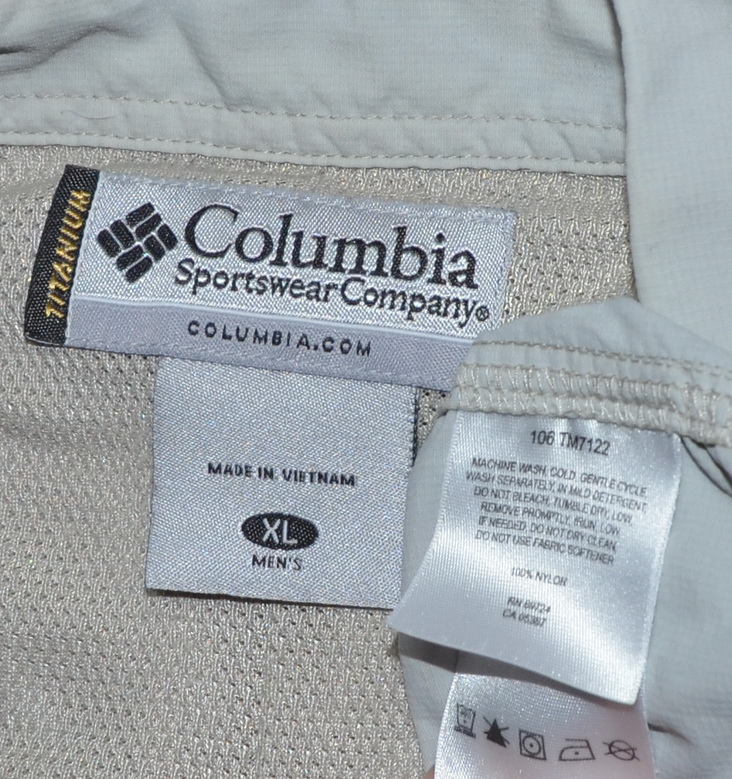 TITANIUM
Columbia
Sportswear Company®
COLUMBIA.COM
MADE IN VIETNAM
XL
MEN'S
106 TM7122
MACHINE WASH, COLD, GENTLE CYCLE
WASH SEPARATELY, IN MILD DETERGENT
DO NOT BLEACH, TUMBLE DRY, LOW,
REMOVE PROMPTLY, IRON, LOW,
IF NEEDED, DO NOT DRY CLEAN,
DO NOT USE FABRIC SOFTENER
100% NYLON
RN 69724
CA 05367